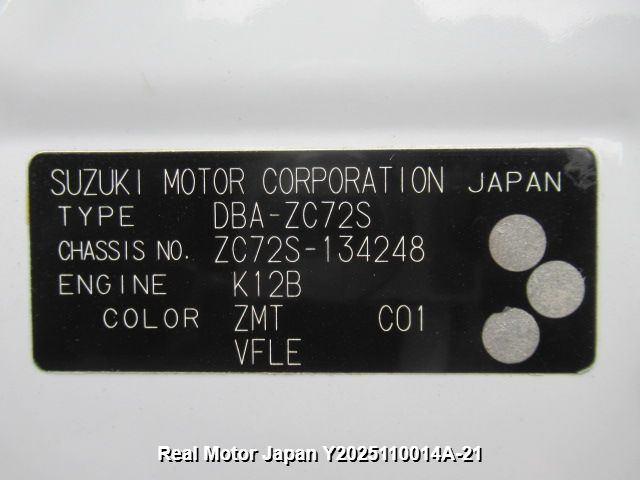 SUZUKI MOTOR CORPORATION JAPAN
TYPE DBA-ZC72S
CHASSIS NO. ZC72S-134248
ENGINE K12B
COLOR ZMT C01
VFLE
Real Motor Japan Y2025110014A-21